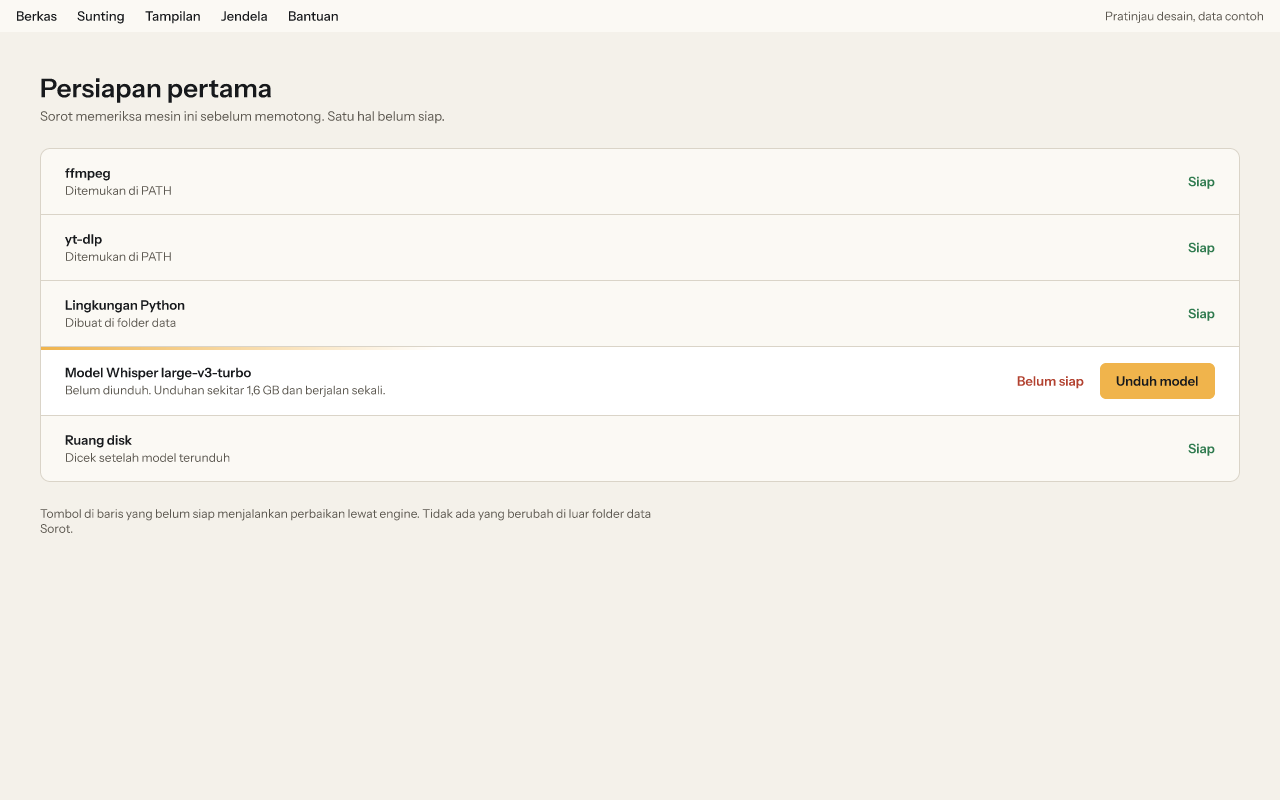 Berkas Sunting Tampilan Jendela Bantuan Pratinjau desain, data contoh
Persiapan pertama
Sorot memeriksa mesin ini sebelum memotong. Satu hal belum siap.
ffmpeg
Ditemukan di PATH
Siap
yt-dlp
Ditemukan di PATH
Siap
Lingkungan Python
Dibuat di folder data
Siap
Model Whisper large-v3-turbo
Belum diunduh. Unduhan sekitar 1,6 GB dan berjalan sekali.
Belum siap Unduh model
Ruang disk
Dicek setelah model terunduh
Siap
Tombol di baris yang belum siap menjalankan perbaikan lewat engine. Tidak ada yang berubah di luar folder data
Sorot.